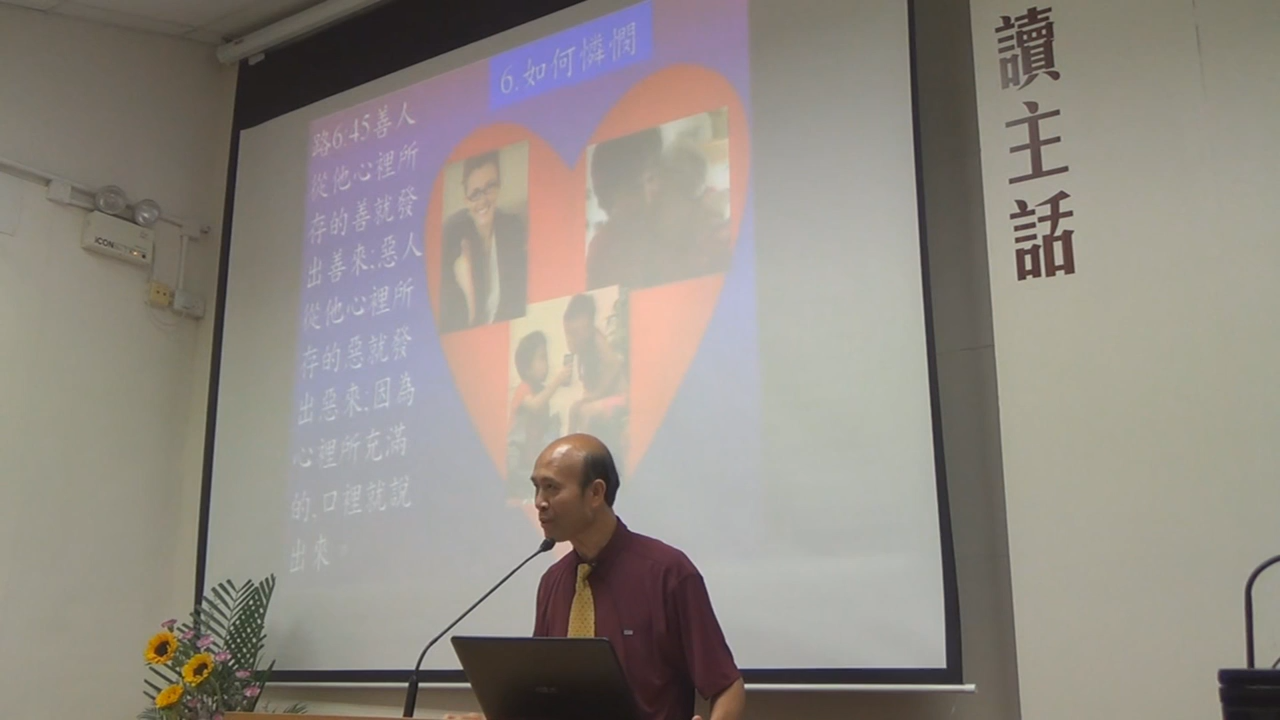 6.如何憐憫
路6:45善人
從他心裡所
存的善就發
出善來;惡人
從他心裡所
存的惡就發
出惡來;因為
心裡所充滿
的、口裡就說
出來。
讀主話